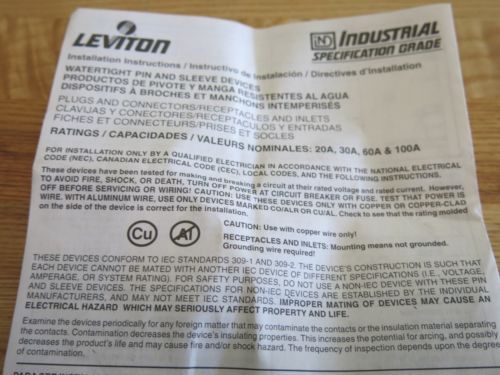 LEVITON
IND INDUSTRIAL
SPECIFICATION GRADE
Installation Instructions / Instructivo de Instalación / Directives d'Installation
WATERTIGHT PIN AND SLEEVE DEVICES
PRODUCTOS DE PIVOTE Y MANGA RESISTENTES AL AGUA
DISPOSITIFS À BROCHES ET MANCHONS INTEMPERISÉS
PLUGS AND CONNECTORS/RECEPTACLES AND INLETS
CLAVIJAS Y CONECTORES/RECEPTACULOS Y ENTRADAS
FICHES ET CONNECTEURS/PRISES ET SOCLES
RATINGS / CAPACIDADES / VALEURS NOMINALES: 20A, 30A, 60A & 100A
FOR INSTALLATION ONLY BY A QUALIFIED ELECTRICIAN IN ACCORDANCE WITH THE NATIONAL ELECTRICAL
CODE (NEC), CANADIAN ELECTRICAL CODE (CEC), LOCAL CODES, AND THE FOLLOWING INSTRUCTIONS.
These devices have been tested for making and breaking a circuit at their rated voltage and rated current. However,
TO AVOID FIRE, SHOCK, OR DEATH, TURN OFF POWER AT CIRCUIT BREAKER OR FUSE. TEST THAT POWER IS
OFF BEFORE SERVICING OR WIRING! CAUTION: USE THESE DEVICES ONLY WITH COPPER OR COPPER-CLAD
WIRE. WITH ALUMINUM WIRE, USE ONLY DEVICES MARKED CO/ALR OR CU/AL. Check to see that the rating molded
on the side of the device is correct for the installation.
Cu Al
CAUTION: Use with copper wire only!
RECEPTACLES AND INLETS: Mounting means not grounded.
Grounding wire required!
THESE DEVICES CONFORM TO IEC STANDARDS 309-1 AND 309-2. THE DEVICE'S CONSTRUCTION IS SUCH THAT
EACH DEVICE CANNOT BE MATED WITH ANOTHER IEC DEVICE OF DIFFERENT SPECIFICATIONS (I.E., VOLTAGE,
AMPERAGE, OR SYSTEM RATING). FOR SAFETY PURPOSES, DO NOT USE A NON-IEC DEVICE WITH THESE PIN
AND SLEEVE DEVICES. THE SPECIFICATIONS FOR NON-IEC DEVICES ARE ESTABLISHED BY THE INDIVIDUAL
MANUFACTURERS, AND MAY NOT MEET IEC STANDARDS. IMPROPER MATING OF DEVICES MAY CAUSE AN
ELECTRICAL HAZARD WHICH MAY SERIOUSLY AFFECT PROPERTY AND LIFE.
Examine the devices periodically for any foreign matter that may contaminate the contacts or the insulation material separating
the contacts. Contamination decreases the device's insulating properties. This increases the potential for arcing, and possibly
decreases the product's life and may cause fire and/or shock hazard. The frequency of inspection depends upon the degree
of contamination.